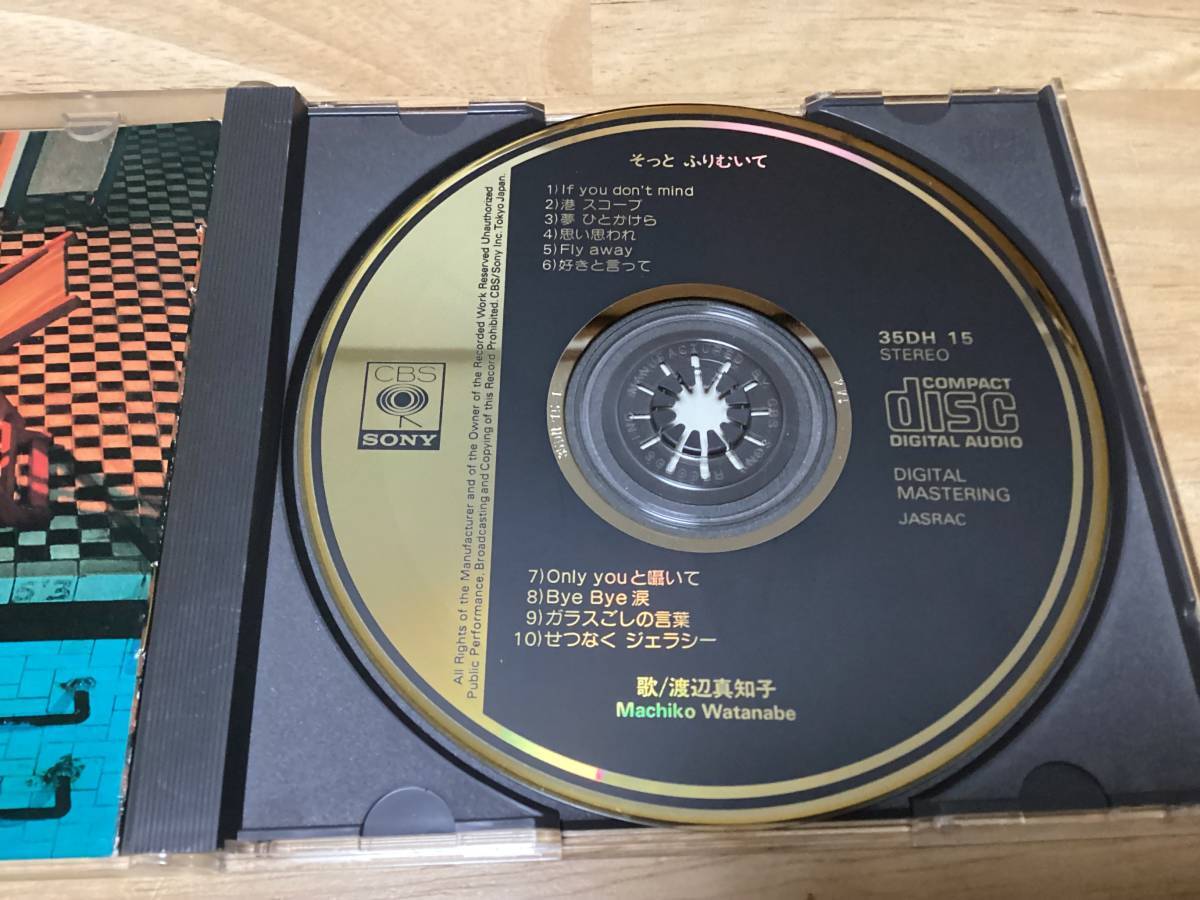 そっと ふりむいて
1) If you don't mind
2) 港 スコープ
3) 夢 ひとかけら
4) 思い思われ
5) Fly away
6) 好きと言って
35DH 15
STEREO
COMPACT
disc
DIGITAL AUDIO
DIGITAL
MASTERING
JASRAC
CBS
SONY
All Rights of the Manufacturer and of the Owner of the Recorded Work Reserved Unauthorized
Public Performance, Broadcasting and Copying of this Record Prohibited. CBS/Sony Inc. Tokyo Japan.
MANUFACTURED BY CBS SONY
7) Only youと囁いて
8) Bye Bye 涙
9) ガラスごしの言葉
10) せつなく ジェラシー
歌/渡辺真知子
Machiko Watanabe